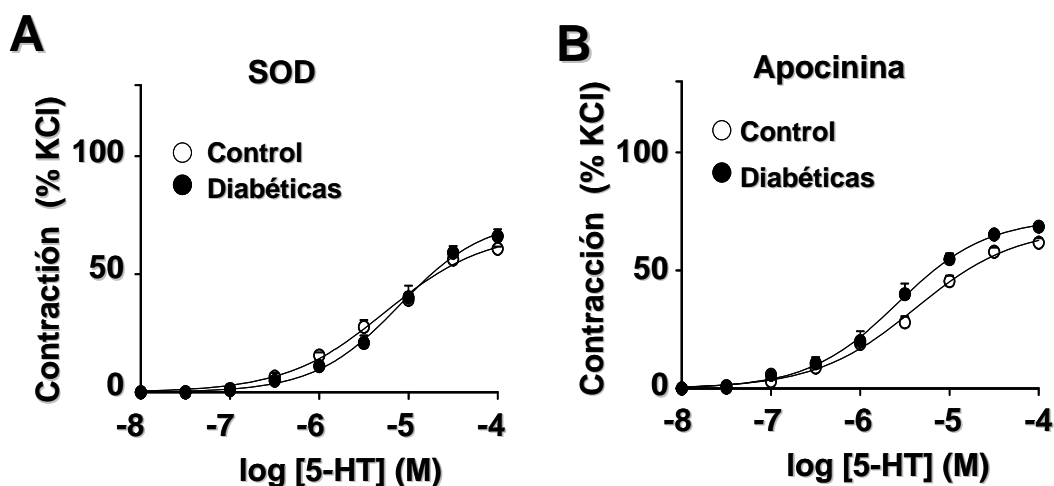 A
SOD
Contractión (% KCl)
100
50
0
Control
Diabéticas
-8 -7 -6 -5 -4
log [5-HT] (M)
B
Apocinina
Contracción (% KCl)
100
50
0
Control
Diabéticas
-8 -7 -6 -5 -4
log [5-HT] (M)